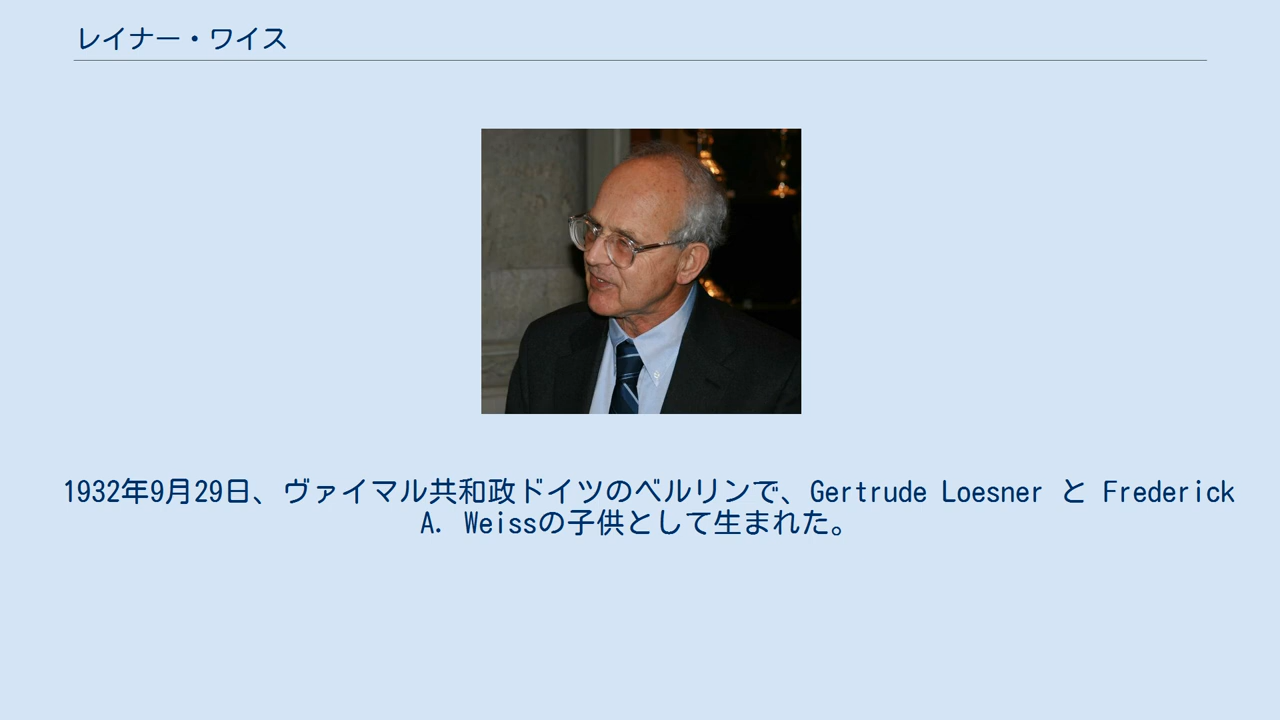 レイナー・ワイス
1932年9月29日、ヴァイマル共和政ドイツのベルリンで、Gertrude Loesner と Frederick
A. Weissの子供として生まれた。